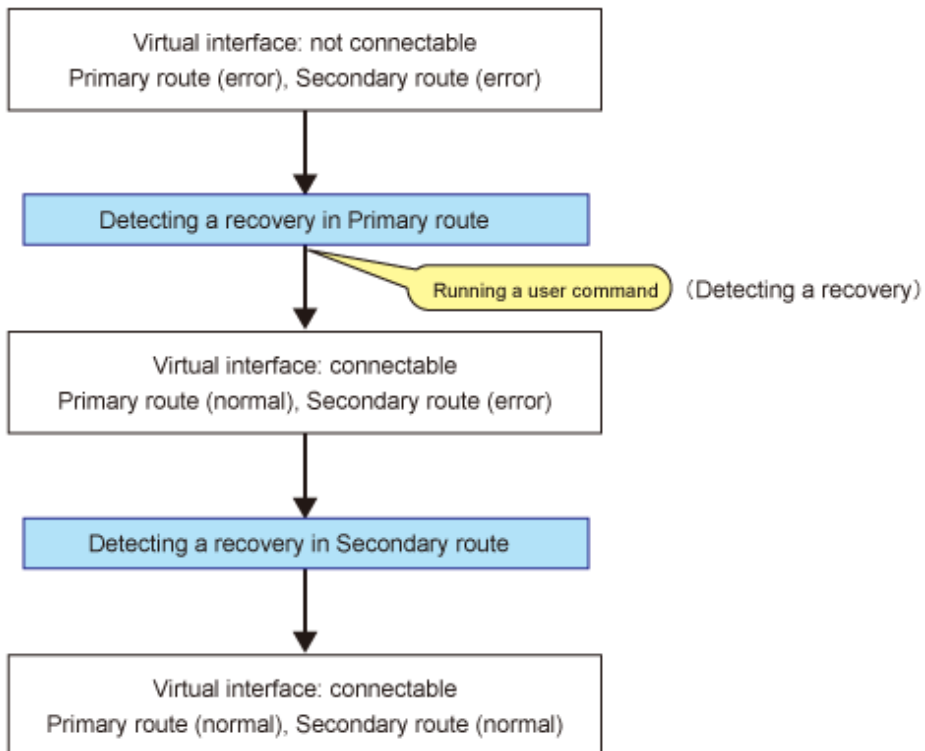 Virtual interface: not connectable
Primary route (error), Secondary route (error)
Detecting a recovery in Primary route
Running a user command (Detecting a recovery)
Virtual interface: connectable
Primary route (normal), Secondary route (error)
Detecting a recovery in Secondary route
Virtual interface: connectable
Primary route (normal), Secondary route (normal)